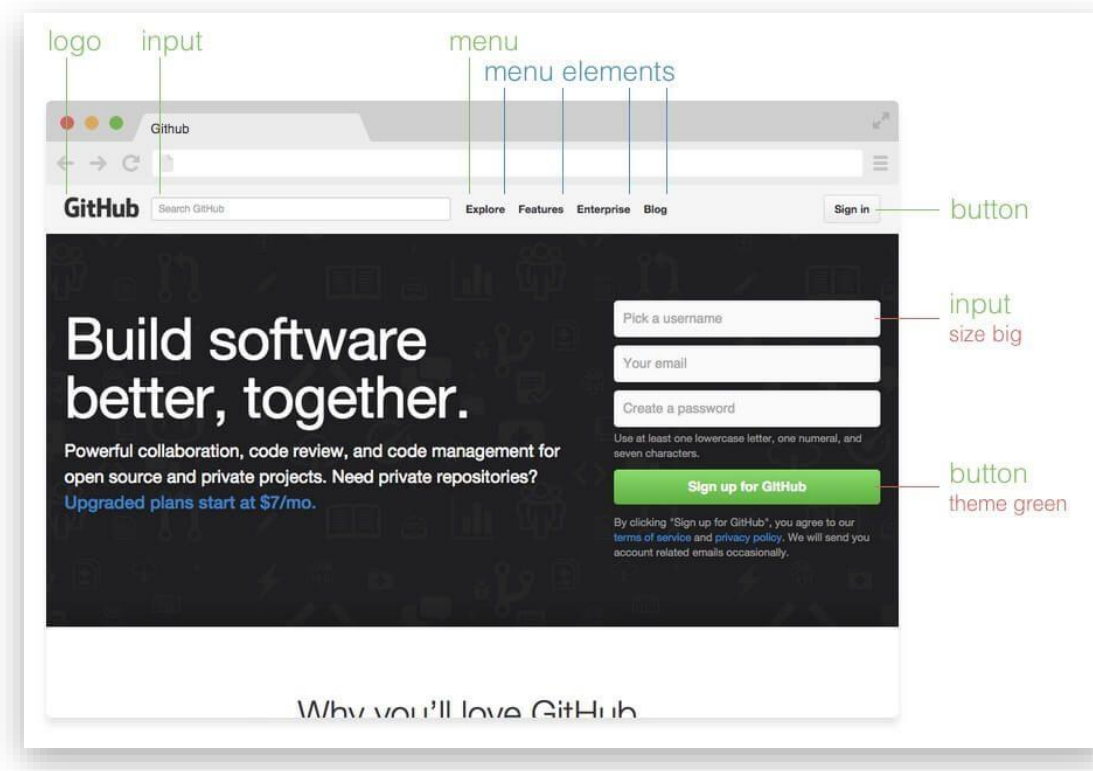 logo input menu
menu elements
Github
GitHub Search GitHub Explore Features Enterprise Blog Sign in
button
Build software
better, together.
Powerful collaboration, code review, and code management for
open source and private projects. Need private repositories?
Upgraded plans start at $7/mo.
Pick a username
input
size big
Your email
Create a password
Use at least one lowercase letter, one numeral, and
seven characters.
Sign up for GitHub
button
theme green
By clicking "Sign up for GitHub", you agree to our
terms of service and privacy policy. We will send you
account related emails occasionally.
Why you'll love GitHub